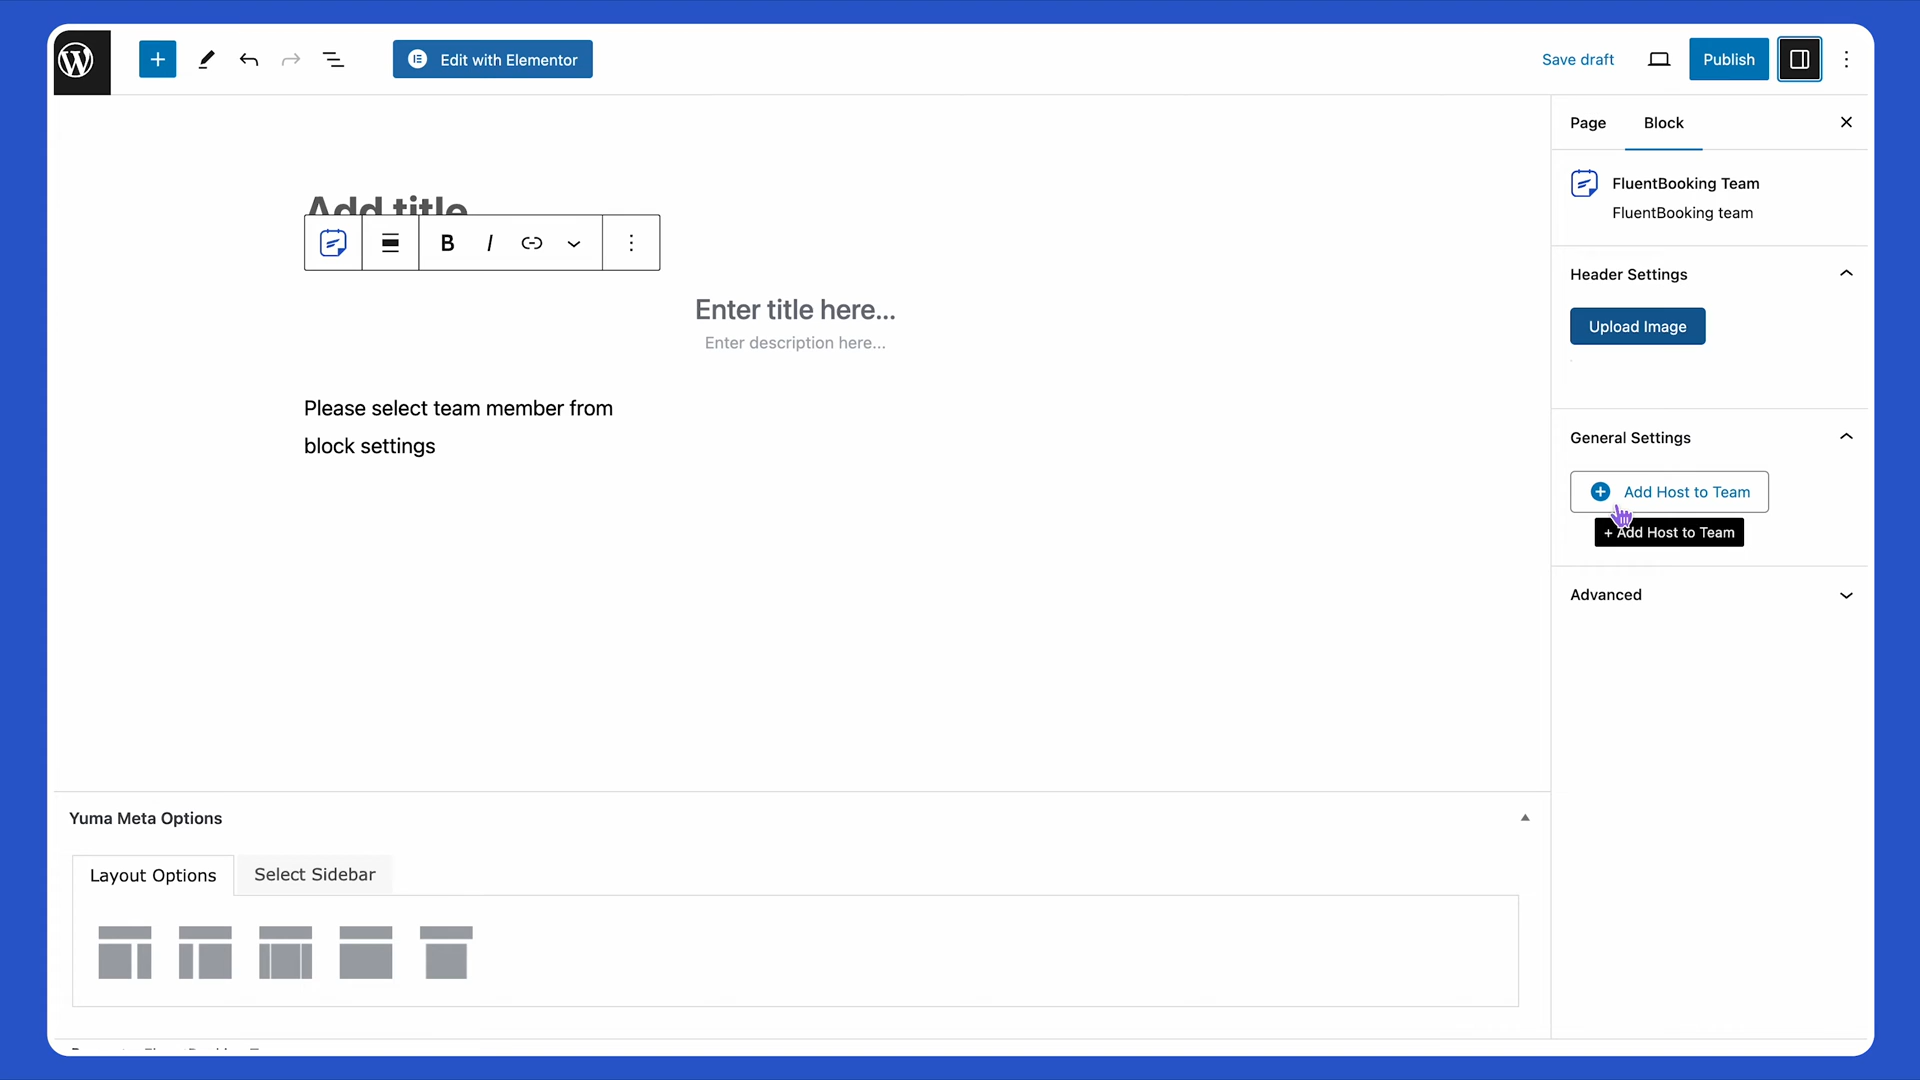 Edit with Elementor
Save draft
Publish
Page
Block
FluentBooking Team
FluentBooking team
Add title
B I
Header Settings
Upload Image
Enter title here...
Enter description here...
Please select team member from
block settings
General Settings
Add Host to Team
+ Add Host to Team
Advanced
Yuma Meta Options
Layout Options
Select Sidebar